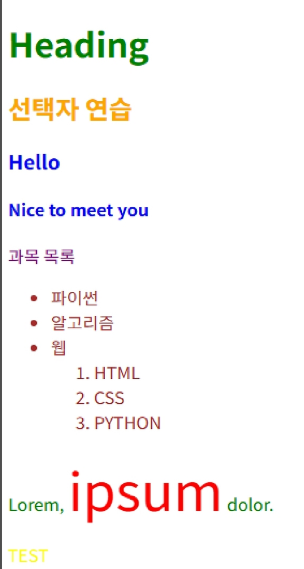 Heading
선택자 연습
Hello
Nice to meet you
과목 목록
• 파이썬
• 알고리즘
• 웹
1. HTML
2. CSS
3. PYTHON
Lorem, ipsum dolor.
TEST